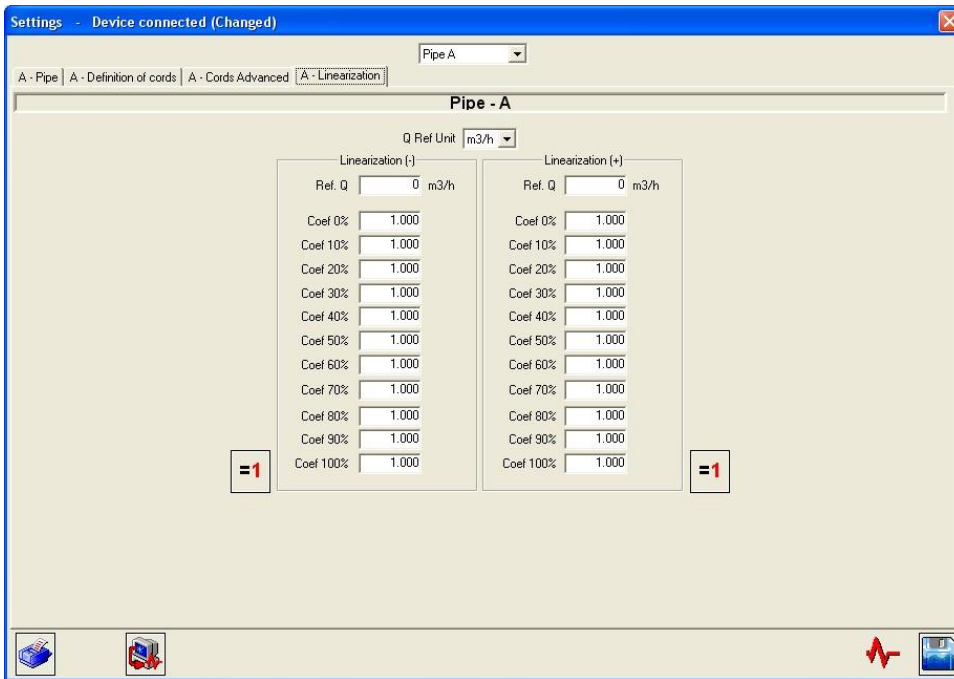 Settings - Device connected (Changed)
Pipe A
A - Pipe A - Definition of cords A - Cords Advanced A - Linearization
Pipe - A
Q Ref Unit m3/h
Linearization (-) Linearization (+)
Ref. Q 0 m3/h Ref. Q 0 m3/h
Coef 0% 1.000 Coef 0% 1.000
Coef 10% 1.000 Coef 10% 1.000
Coef 20% 1.000 Coef 20% 1.000
Coef 30% 1.000 Coef 30% 1.000
Coef 40% 1.000 Coef 40% 1.000
Coef 50% 1.000 Coef 50% 1.000
Coef 60% 1.000 Coef 60% 1.000
Coef 70% 1.000 Coef 70% 1.000
Coef 80% 1.000 Coef 80% 1.000
Coef 90% 1.000 Coef 90% 1.000
=1 Coef 100% 1.000 Coef 100% 1.000 =1